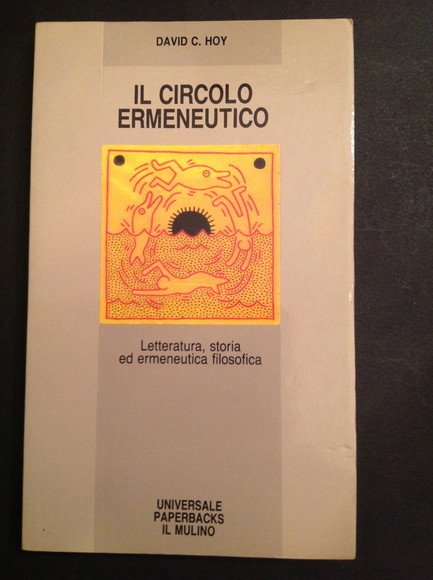 DAVID C. HOY
IL CIRCOLO
ERMENEUTICO
Letteratura, storia
ed ermeneutica filosofica
UNIVERSALE
PAPERBACKS
IL MULINO